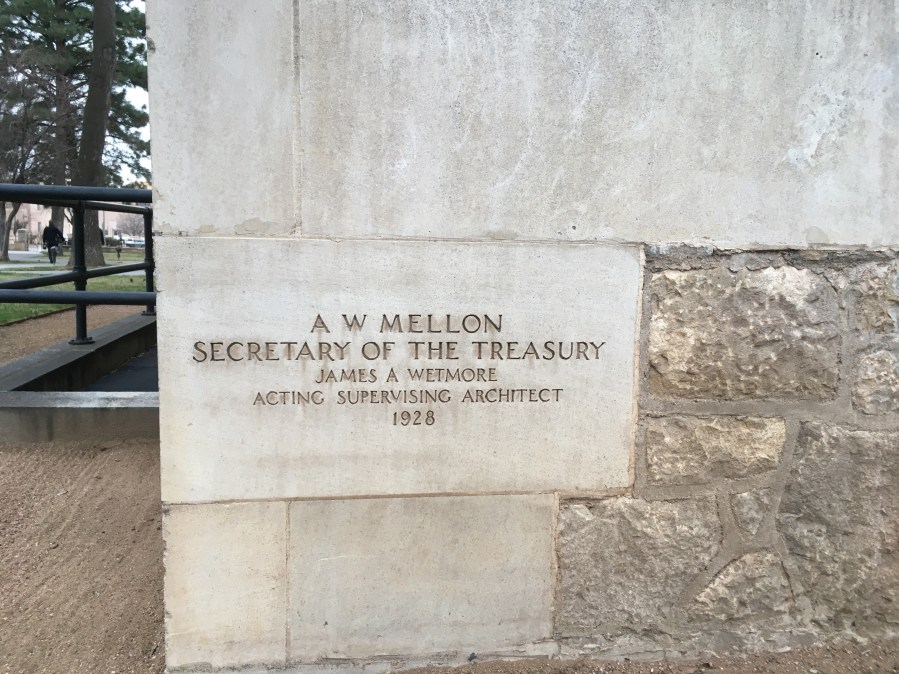 A W MELLON
SECRETARY OF THE TREASURY
JAMES A WETMORE
ACTING SUPERVISING ARCHITECT
1928